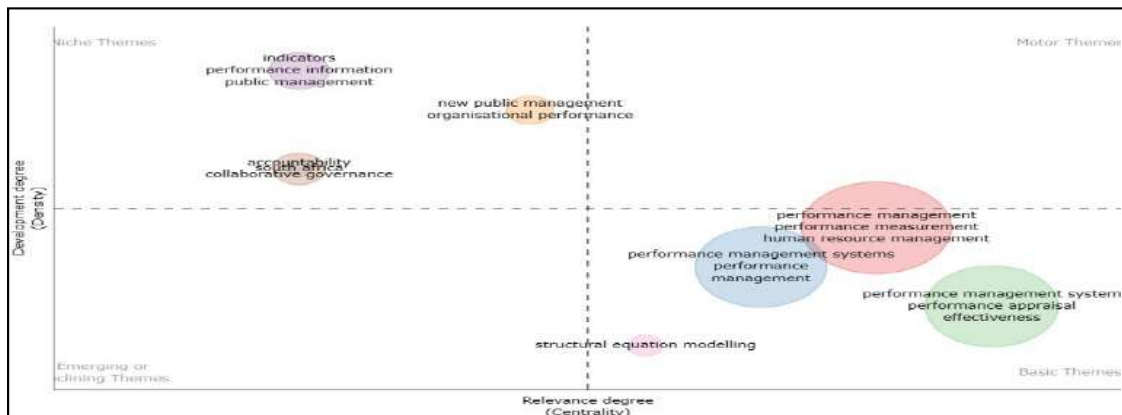 Niche Themes
Motor Themes
indicators
performance information
public management
new public management
organisational performance
accountability
south africa
collaborative governance
Development degree
(Density)
performance management
performance measurement
human resource management
performance management systems
performance
management
performance management system
performance appraisal
effectiveness
structural equation modelling
Emerging or
clining Themes
Basic Themes
Relevance degree
(Centrality)